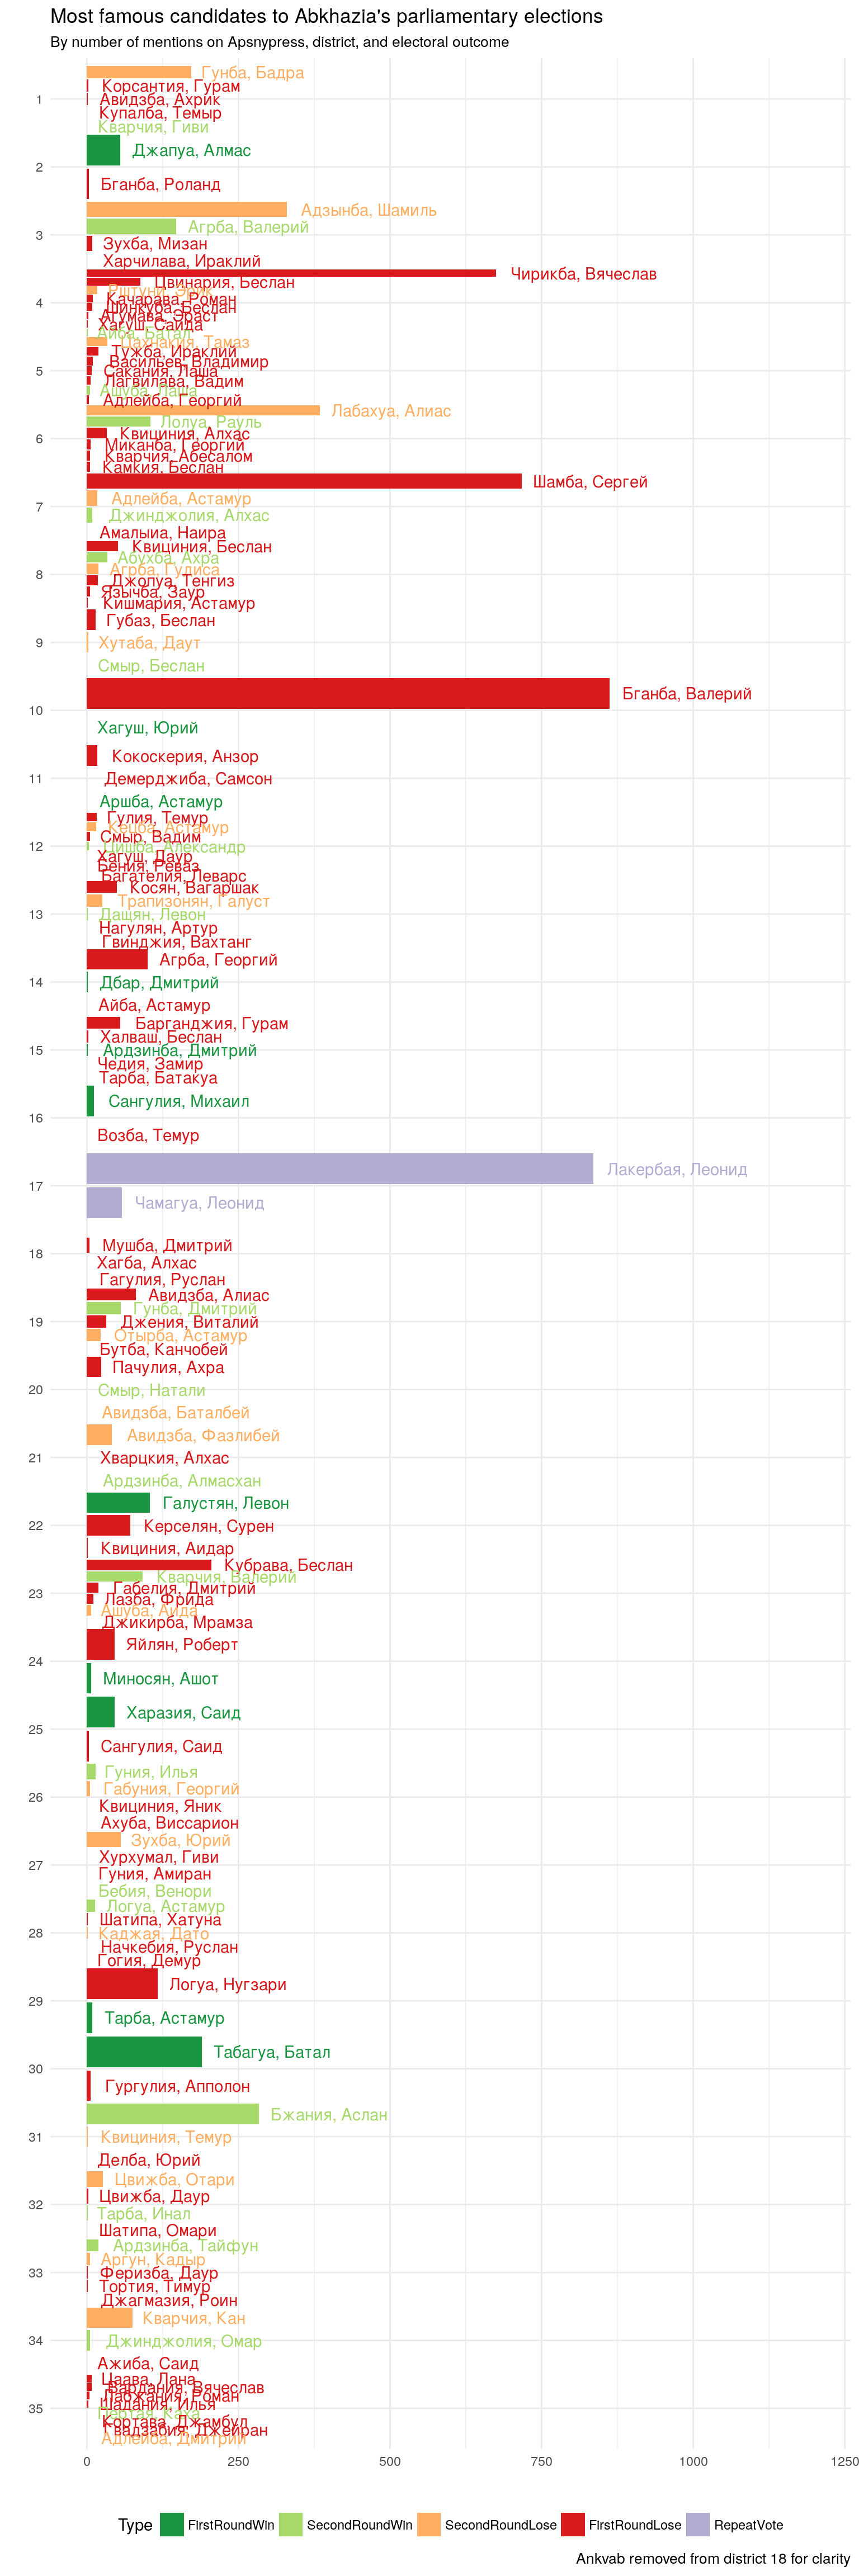 Most famous candidates to Abkhazia's parliamentary elections
By number of mentions on Apsnypress, district, and electoral outcome
Гунба, Бадра
Корсантия, Гурам
1
Авидзба, Ахрик
Купалба, Темыр
Кварчия, Гиви
Джапуа, Алмас
2
Бганба, Роланд
Адзынба, Шамиль
Агрба, Валерий
3
Зухба, Мизан
Харчилава, Ираклий
Чирикба, Вячеслав
Цвинария, Беслан
Рштуни, Эрик
Качарава, Роман
4
Шинкуба, Беслан
Агумава, Эраст
Хагуш, Саида
Айба, Батал
Цахнакия, Тамаз
Тужба, Ираклий
Васильев, Владимир
5
Сакания, Лаша
Лагвилава, Вадим
Ашуба, Лаша
Адлейба, Георгий
Лабахуа, Алиас
Лолуа, Рауль
Квициния, Алхас
6
Миканба, Георгий
Кварчия, Абесалом
Камкия, Беслан
Шамба, Сергей
Адлейба, Астамур
7
Джинджолия, Алхас
Амалыиа, Наира
Квициния, Беслан
Абухба, Ахра
Агрба, Гудиса
8
Джопуа, Тенгиз
Язычба, Заур
Кишмария, Астамур
Губаз, Беслан
9
Хутаба, Даут
Смыр, Беслан
Бганба, Валерий
10
Хагуш, Юрий
Кокоскерия, Анзор
11
Демерджиба, Самсон
Аршба, Астамур
Гулия, Темур
Кецба, Астамур
Смыр, Вадим
12
Цишба, Александр
Хагуш, Даур
Бения, Реваз
Багателия, Леварс
Косян, Вагаршак
Трапизонян, Галуст
13
Дащян, Левон
Нагулян, Артур
Гвинджия, Вахтанг
Агрба, Георгий
14
Дбар, Дмитрий
Айба, Астамур
Барганджия, Гурам
Халваш, Беслан
15
Ардзинба, Дмитрий
Чедия, Замир
Тарба, Батакуа
Сангулия, Михаил
16
Возба, Темур
Лакербая, Леонид
17
Чамагуа, Леонид
Мушба, Дмитрий
18
Хагба, Алхас
Гагулия, Руслан
Авидзба, Алиас
Гунба, Дмитрий
19
Джения, Виталий
Отырба, Астамур
Бутба, Канчобей
Пачулия, Ахра
20
Смыр, Натали
Авидзба, Баталбей
Авидзба, Фазлибей
21
Хварцкия, Алхас
Ардзинба, Алмасхан
Галустян, Левон
22
Керселян, Сурен
Квициния, Аидар
Кубрава, Беслан
Кварчия, Валерий
Габелия, Дмитрий
23
Лазба, Фрида
Ашуба, Аида
Джикирба, Мрамза
Яйлян, Роберт
24
Миносян, Ашот
Харазия, Саид
25
Сангулия, Саид
Гуния, Илья
Габуния, Георгий
26
Квициния, Яник
Ахуба, Виссарион
Зухба, Юрий
Хурхумал, Гиви
27
Гуния, Амиран
Бебия, Венори
Логуа, Астамур
Шатипа, Хатуна
28
Каджая, Дато
Начкебия, Руслан
Гогия, Демур
Логуа, Нугзари
29
Тарба, Астамур
Табагуа, Батал
30
Гургулия, Апполон
Бжания, Аслан
31
Квициния, Темур
Делба, Юрий
Цвижба, Отари
Цвижба, Даур
32
Тарба, Инал
Шатипа, Омари
Ардзинба, Тайфун
Аргун, Кадыр
33
Феризба, Даур
Тортия, Тимур
Джагмазия, Роин
Кварчия, Кан
34
Джинджолия, Омар
Ажиба, Саид
Цаава, Лана
Вардания, Вячеслав
Лабжания, Роман
Шадания, Илья
35
Пертая, Каха
Кортава, Джамбул
Гвадзабия, Джейран
Адлейба, Дмитрий
0 250 500 750 1000 1250
Type FirstRoundWin SecondRoundWin SecondRoundLose FirstRoundLose RepeatVote
Ankvab removed from district 18 for clarity